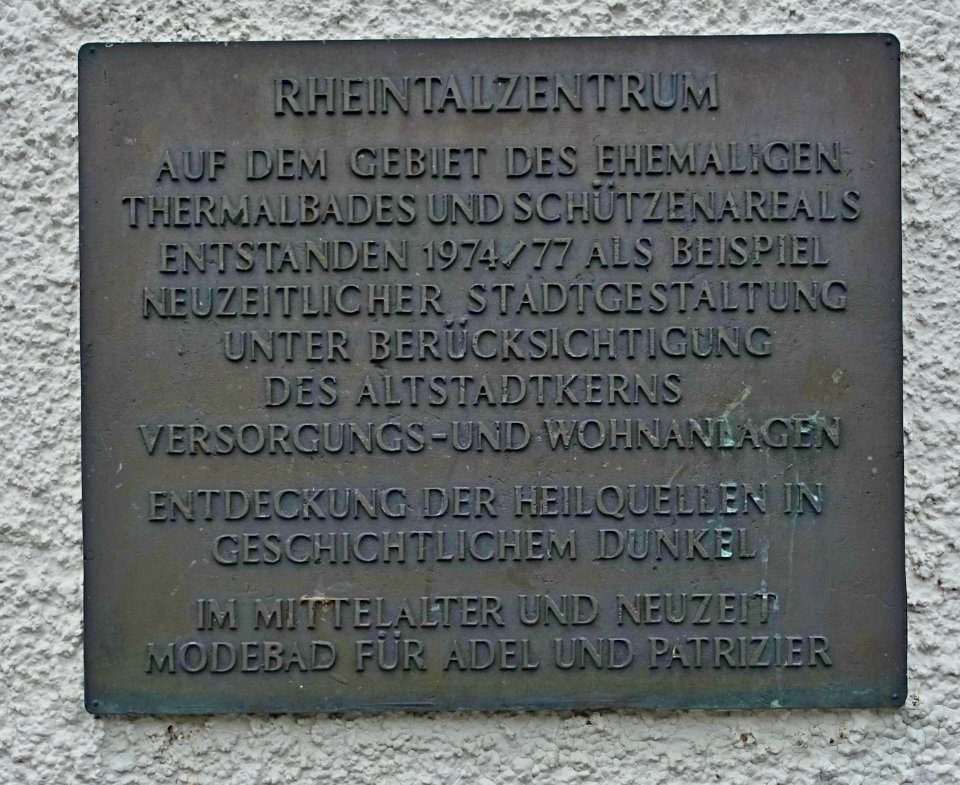 RHEINTALZENTRUM
AUF DEM GEBIET DES EHEMALIGEN
THERMALBADES UND SCHÜTZENAREALS
ENTSTANDEN 1974/77 ALS BEISPIEL
NEUZEITLICHER STADTGESTALTUNG
UNTER BERÜCKSICHTIGUNG
DES ALTSTADTKERNS
VERSORGUNGS-UND WOHNANLAGEN
ENTDECKUNG DER HEILQUELLEN IN
GESCHICHTLICHEM DUNKEL
IM MITTELALTER UND NEUZEIT
MODEBAD FÜR ADEL UND PATRIZIER